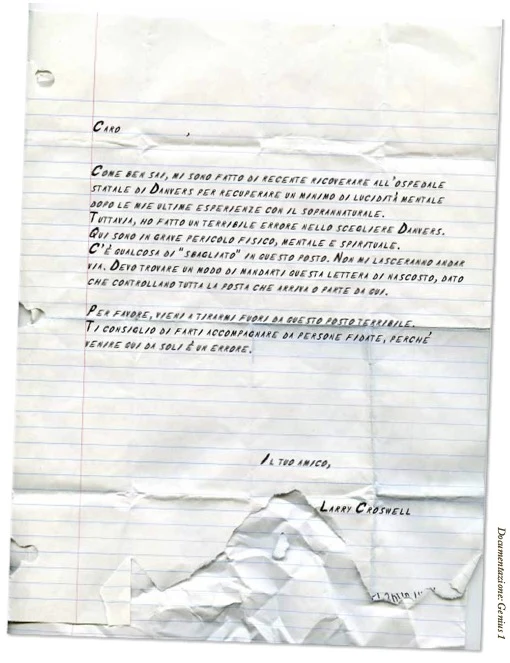 Caro ,
Come ben sai, mi sono fatto di recente ricoverare all'ospedale
statale di Danvers per recuperare un minimo di lucidità mentale
dopo le mie ultime esperienze con il soprannaturale.
Tuttavia, ho fatto un terribile errore nello scegliere Danvers.
Qui sono in grave pericolo fisico, mentale e spirituale.
C'è qualcosa di "sbagliato" in questo posto. Non mi lasceranno andar
via. Devo trovare un modo di mandarti questa lettera di nascosto, dato
che controllano tutta la posta che arriva o parte da qui.
Per favore, vieni a tirarmi fuori da questo posto terribile.
Ti consiglio di farti accompagnare da persone fidate, perché
venire qui da soli è un errore.
Il tuo amico,
Larry Croswell
Documentazione: Genius 1